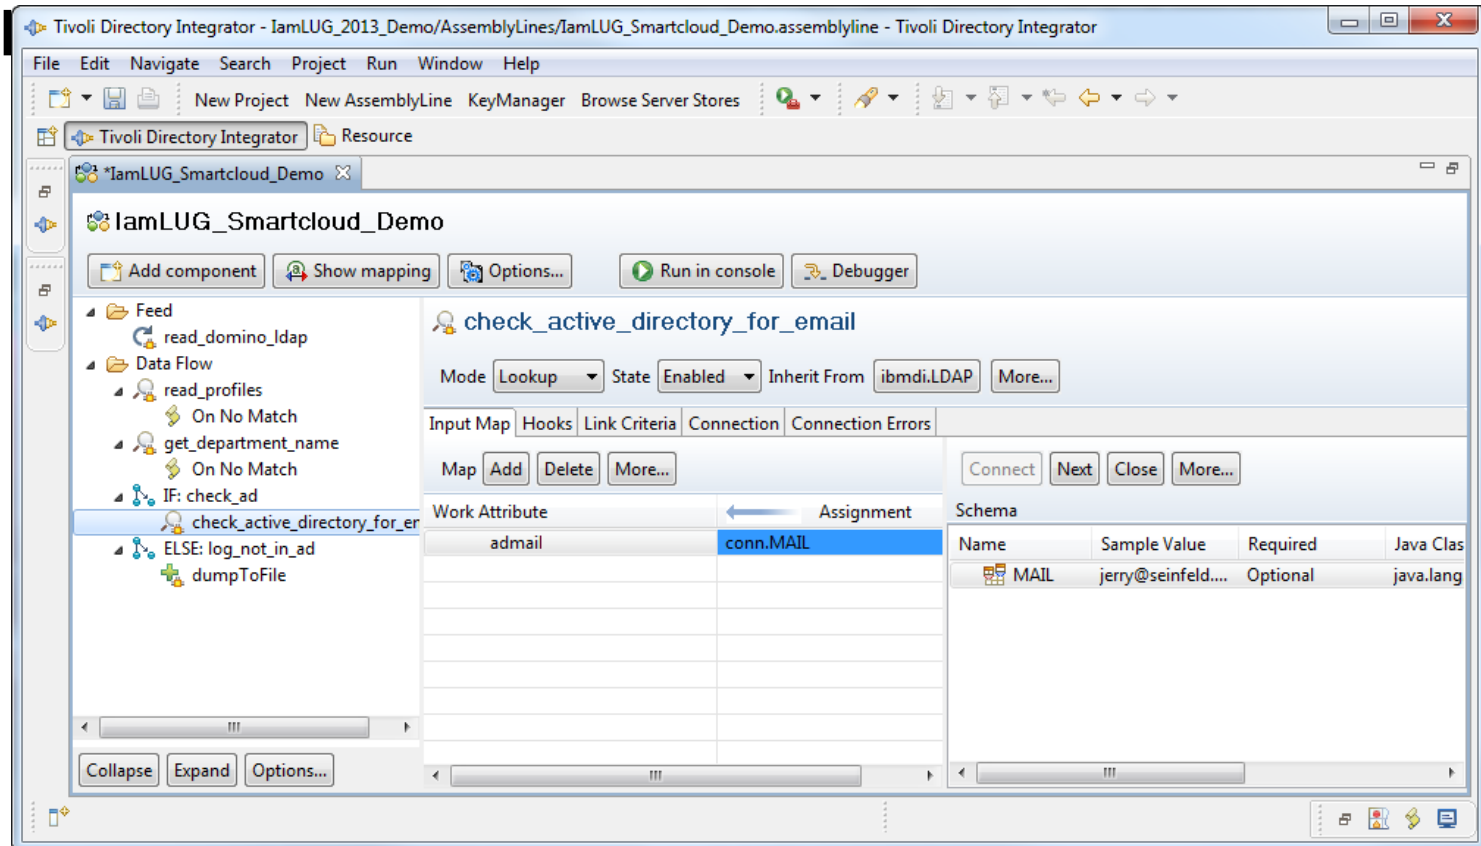 Tivoli Directory Integrator - IamLUG_2013_Demo/AssemblyLines/IamLUG_Smartcloud_Demo.assemblyline - Tivoli Directory Integrator
File Edit Navigate Search Project Run Window Help
New Project New AssemblyLine KeyManager Browse Server Stores
Tivoli Directory Integrator Resource
*IamLUG_Smartcloud_Demo
IamLUG_Smartcloud_Demo
Add component Show mapping Options... Run in console Debugger
Feed
read_domino_ldap
Data Flow
read_profiles
On No Match
get_department_name
On No Match
IF: check_ad
check_active_directory_for_er
ELSE: log_not_in_ad
dumpToFile
Collapse Expand Options...
check_active_directory_for_email
Mode Lookup State Enabled Inherit From ibmdi.LDAP More...
Input Map Hooks Link Criteria Connection Connection Errors
Map Add Delete More...
Work Attribute Assignment
admail conn.MAIL
Connect Next Close More...
Schema
Name Sample Value Required Java Clas
MAIL jerry@seinfeld.... Optional java.lang